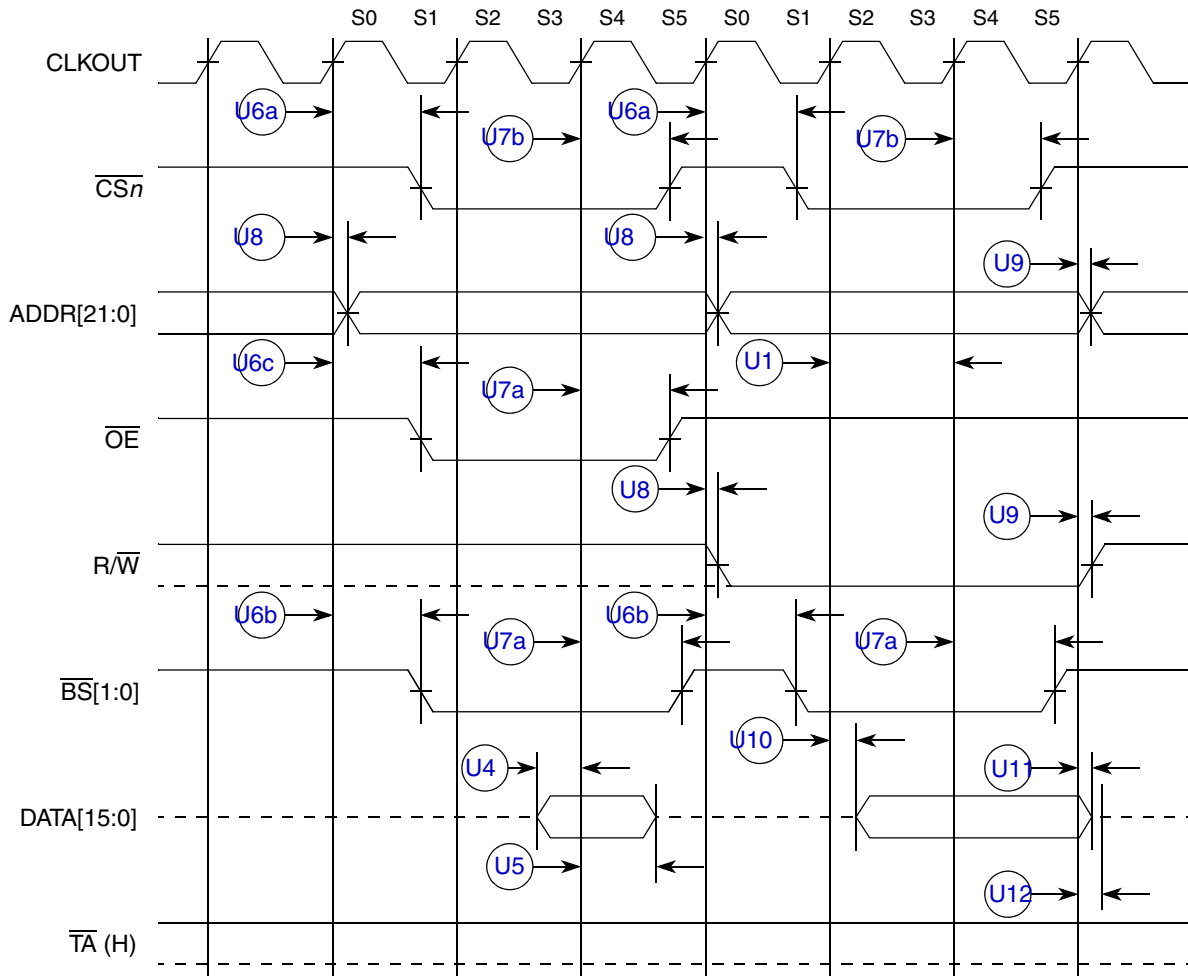 S0 S1 S2 S3 S4 S5 S0 S1 S2 S3 S4 S5
CLKOUT
U6a U6a
U7b U7b
CSn
U8 U8
U9
ADDR[21:0]
U6c U1
U7a
OE
U8
U9
R/W
U6b U6b
U7a U7a
BS[1:0]
U10
U4 U11
DATA[15:0]
U5
U12
TA (H)